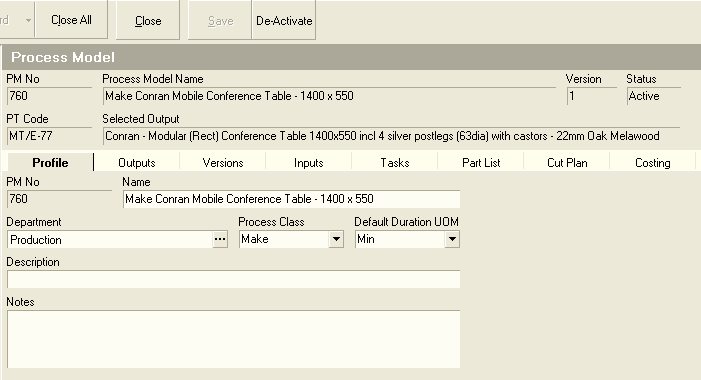 rd Close All Close Save De-Activate
Process Model
PM No Process Model Name Version Status
760 Make Conran Mobile Conference Table - 1400 x 550 1 Active
PT Code Selected Output
MT/E-77 Conran - Modular (Rect) Conference Table 1400x550 incl 4 silver postlegs (63dia) with castors - 22mm Oak Melawood
Profile Outputs Versions Inputs Tasks Part List Cut Plan Costing
PM No Name
760 Make Conran Mobile Conference Table - 1400 x 550
Department Process Class Default Duration UOM
Production ... Make Min
Description
Notes